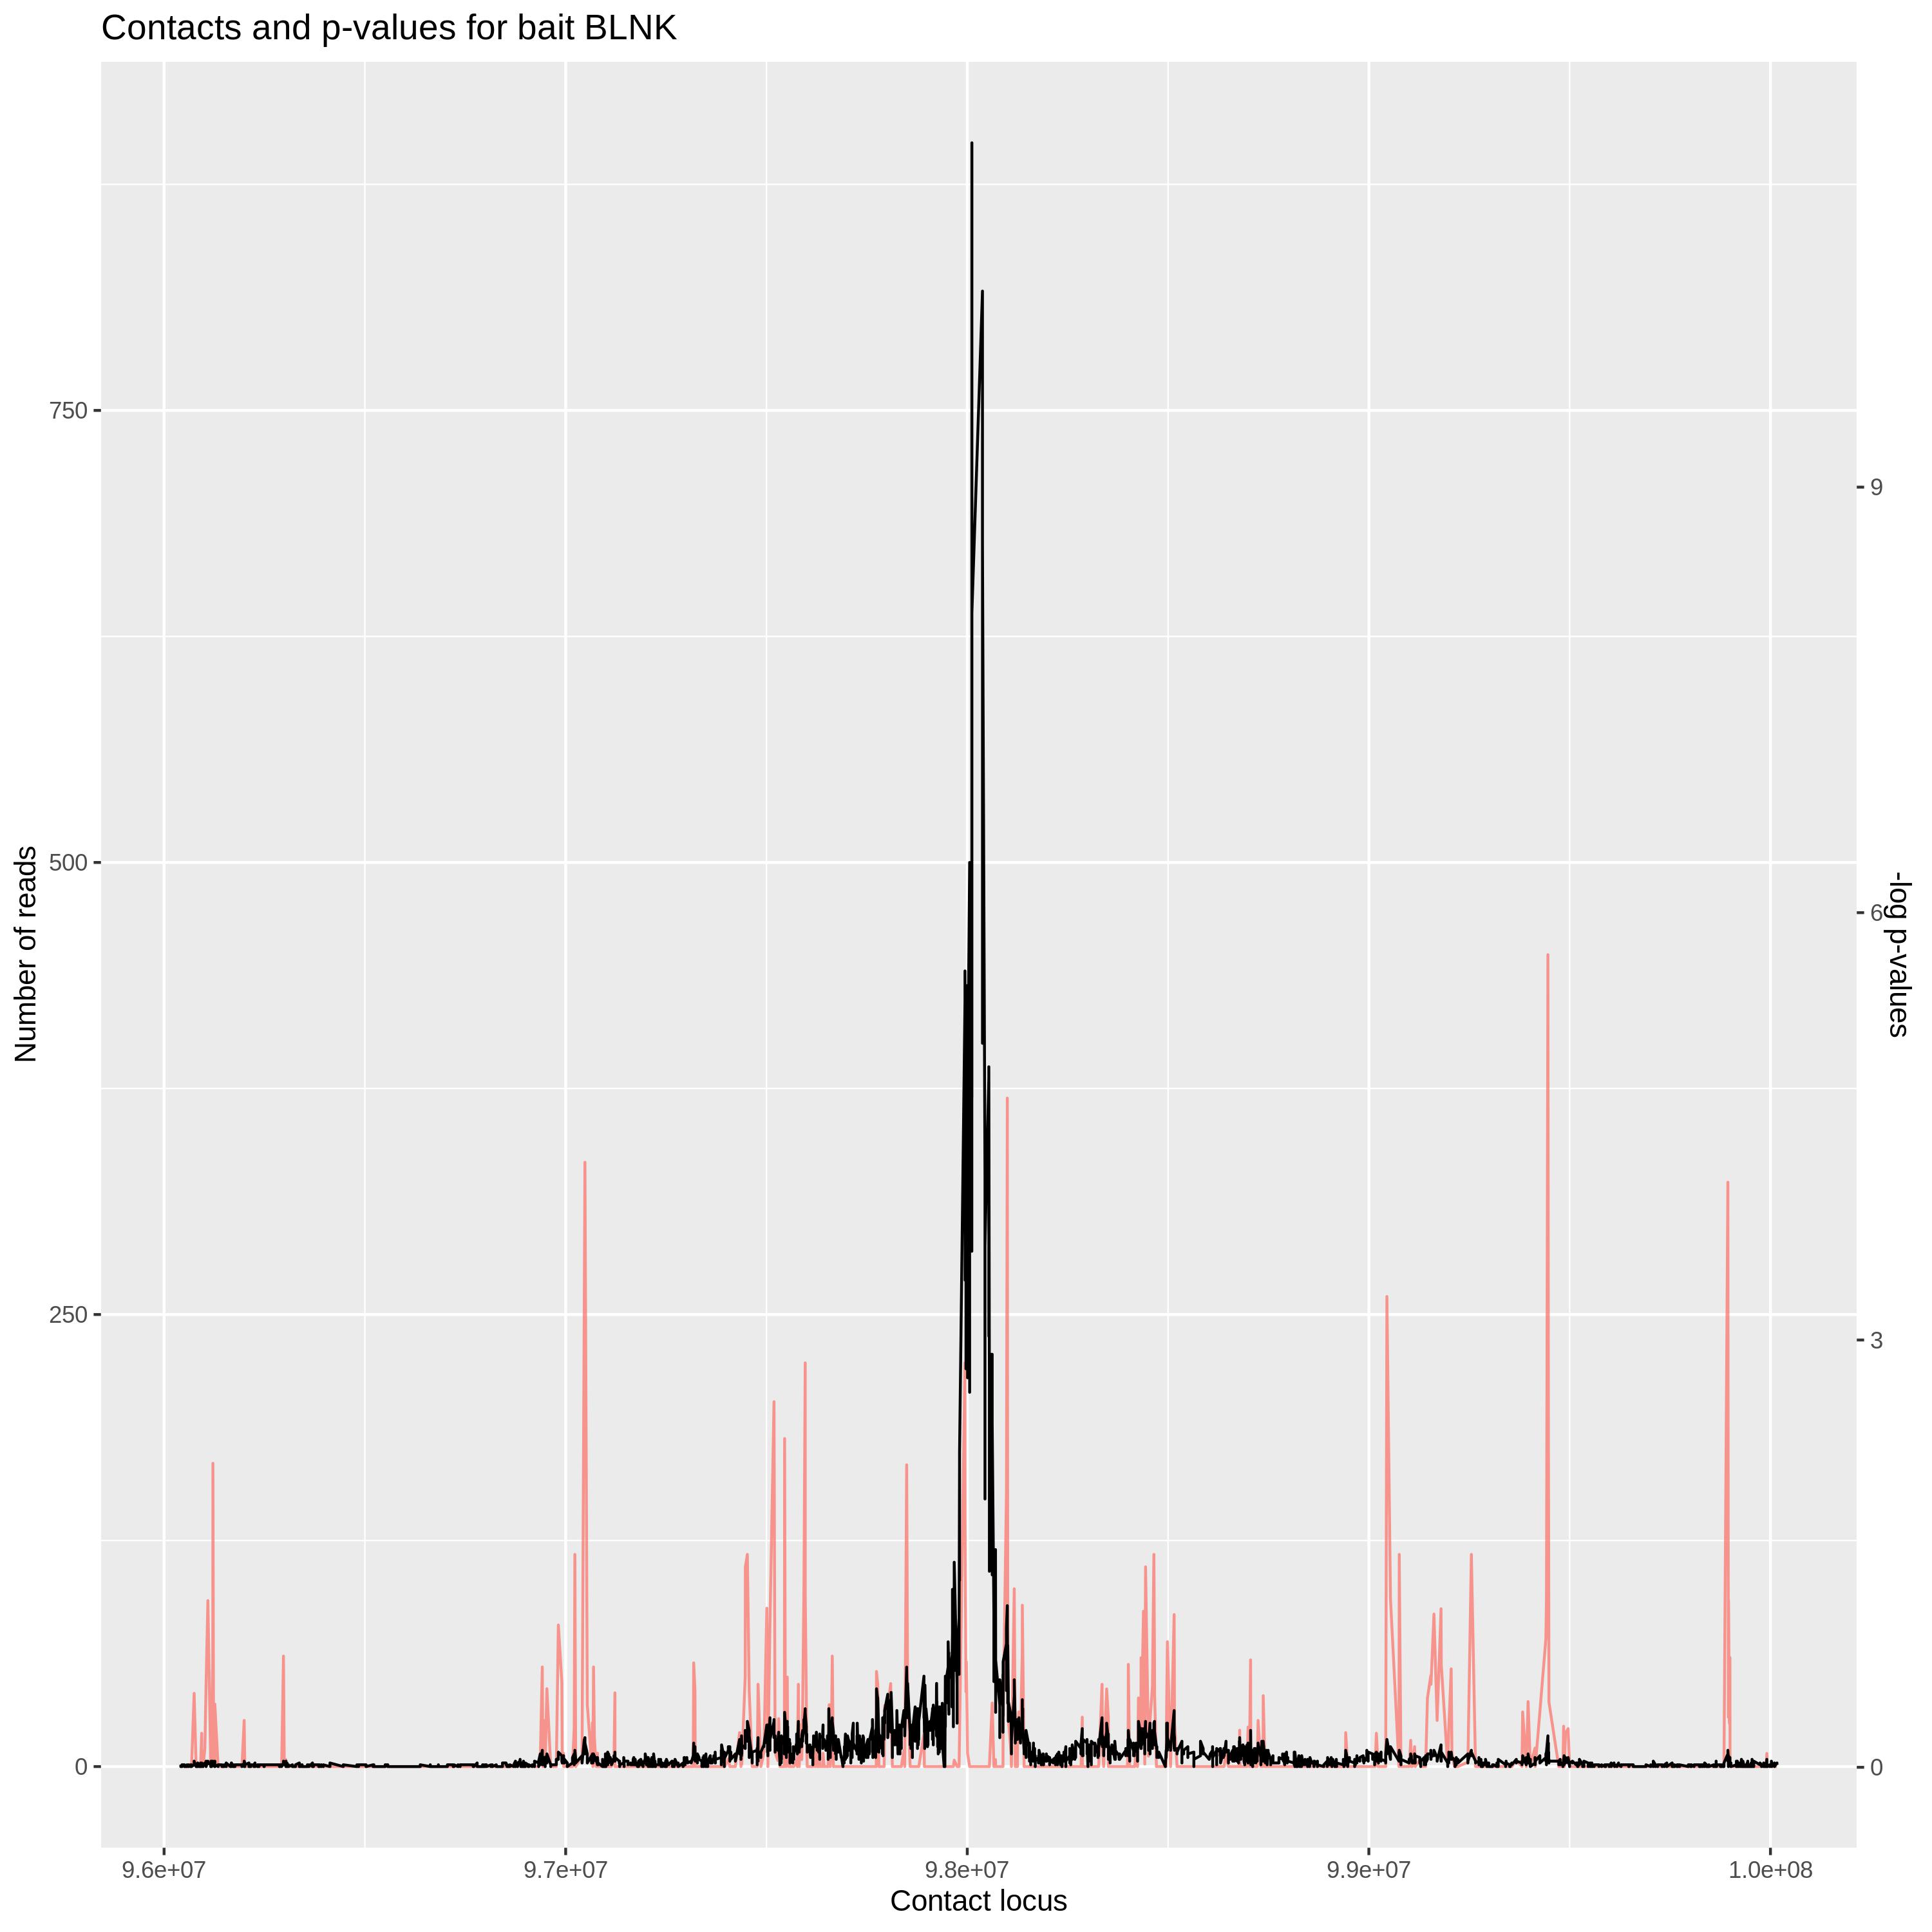 Contacts and p-values for bait BLNK
Number of reads
750
500
250
0
9
6
3
0
-log p-values
9.6e+07
9.7e+07
9.8e+07
9.9e+07
1.0e+08
Contact locus